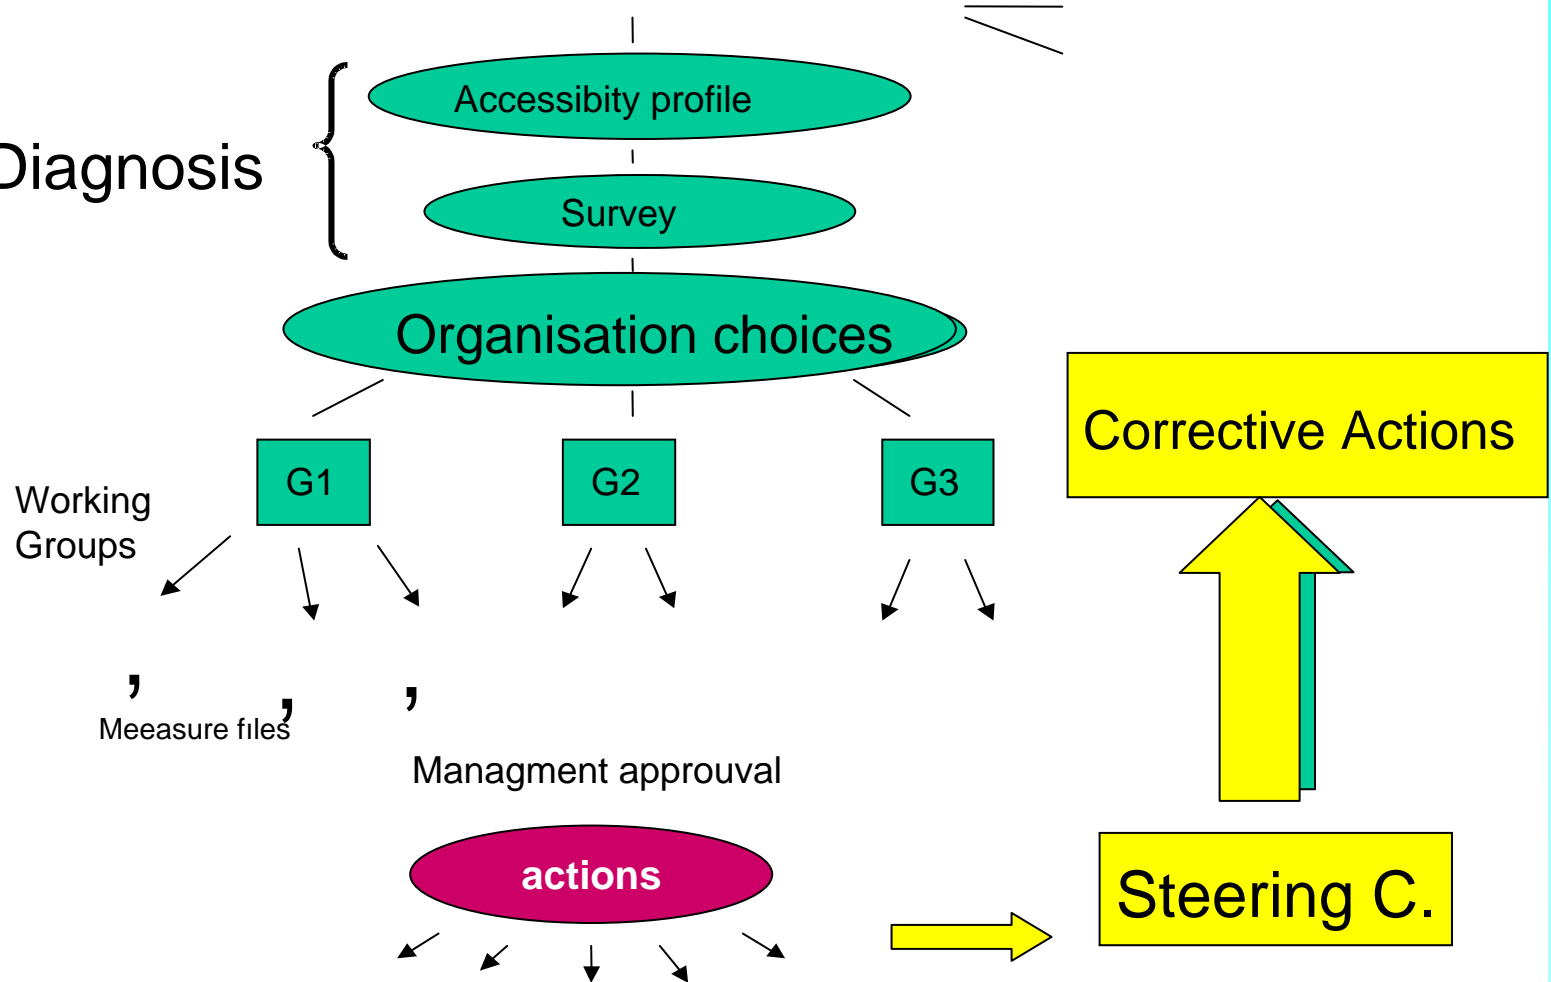 Accessibity profile
Diagnosis
Survey
Organisation choices
Corrective Actions
G1
G2
G3
Working
Groups
,
,
,
Meeasure files
Managment approuval
actions
Steering C.